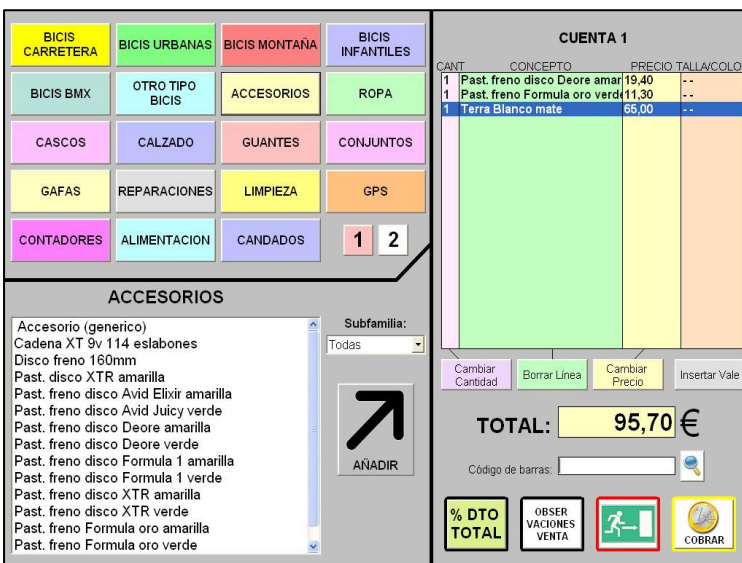 BICIS CARRETERA
BICIS URBANAS
BICIS MONTAÑA
BICIS INFANTILES
BICIS BMX
OTRO TIPO BICIS
ACCESORIOS
ROPA
CASCOS
CALZADO
GUANTES
CONJUNTOS
GAFAS
REPARACIONES
LIMPIEZA
GPS
CONTADORES
ALIMENTACION
CANDADOS
1 2
ACCESORIOS
Accesorio (generico)
Cadena XT 9v 114 eslabones
Disco freno 160mm
Past. disco XTR amarilla
Past. freno disco Avid Elixir amarilla
Past. freno disco Avid Juicy verde
Past. freno disco Deore amarilla
Past. freno disco Deore verde
Past. freno disco Formula 1 amarilla
Past. freno disco Formula 1 verde
Past. freno disco XTR amarilla
Past. freno disco XTR verde
Past. freno Formula oro amarilla
Past. freno Formula oro verde
Subfamilia:
Todas
AÑADIR
CUENTA 1
CANT CONCEPTO PRECIO TALLA/COLO
1 Past. freno disco Deore amar 19,40 - -
1 Past. freno Formula oro verde 11,30 - -
1 Terra Blanco mate 65,00 - -
Cambiar Cantidad
Borrar Línea
Cambiar Precio
Insertar Vale
TOTAL: 95,70 €
Código de barras:
% DTO TOTAL
OBSER VACIONES VENTA
COBRAR